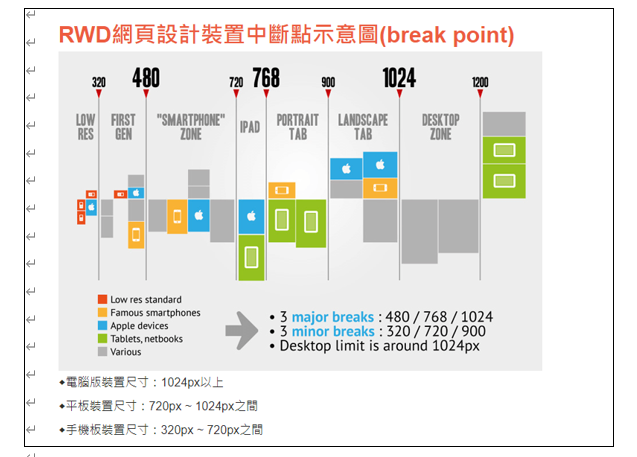 RWD網頁設計裝置中斷點示意圖(break point)
320 480 720 768 900 1024 1200
LOW RES
FIRST GEN
"SMARTPHONE" ZONE
IPAD
PORTRAIT TAB
LANDSCAPE TAB
DESKTOP ZONE
Low res standard
Famous smartphones
Apple devices
Tablets, netbooks
Various
• 3 major breaks : 480 / 768 / 1024
• 3 minor breaks : 320 / 720 / 900
• Desktop limit is around 1024px
◆電腦版裝置尺寸：1024px以上
◆平板裝置尺寸：720px ~ 1024px之間
◆手機板裝置尺寸：320px ~ 720px之間